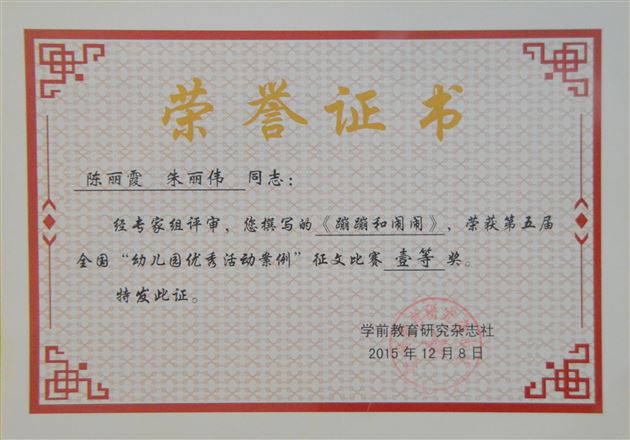 荣誉证书
陈丽霞 朱丽伟 同志：
经专家组评审，您撰写的《蹦蹦和闹闹》，荣获第五届
全国“幼儿园优秀活动案例”征文比赛壹等奖。
特发此证。
学前教育研究杂志社
2015年12月8日